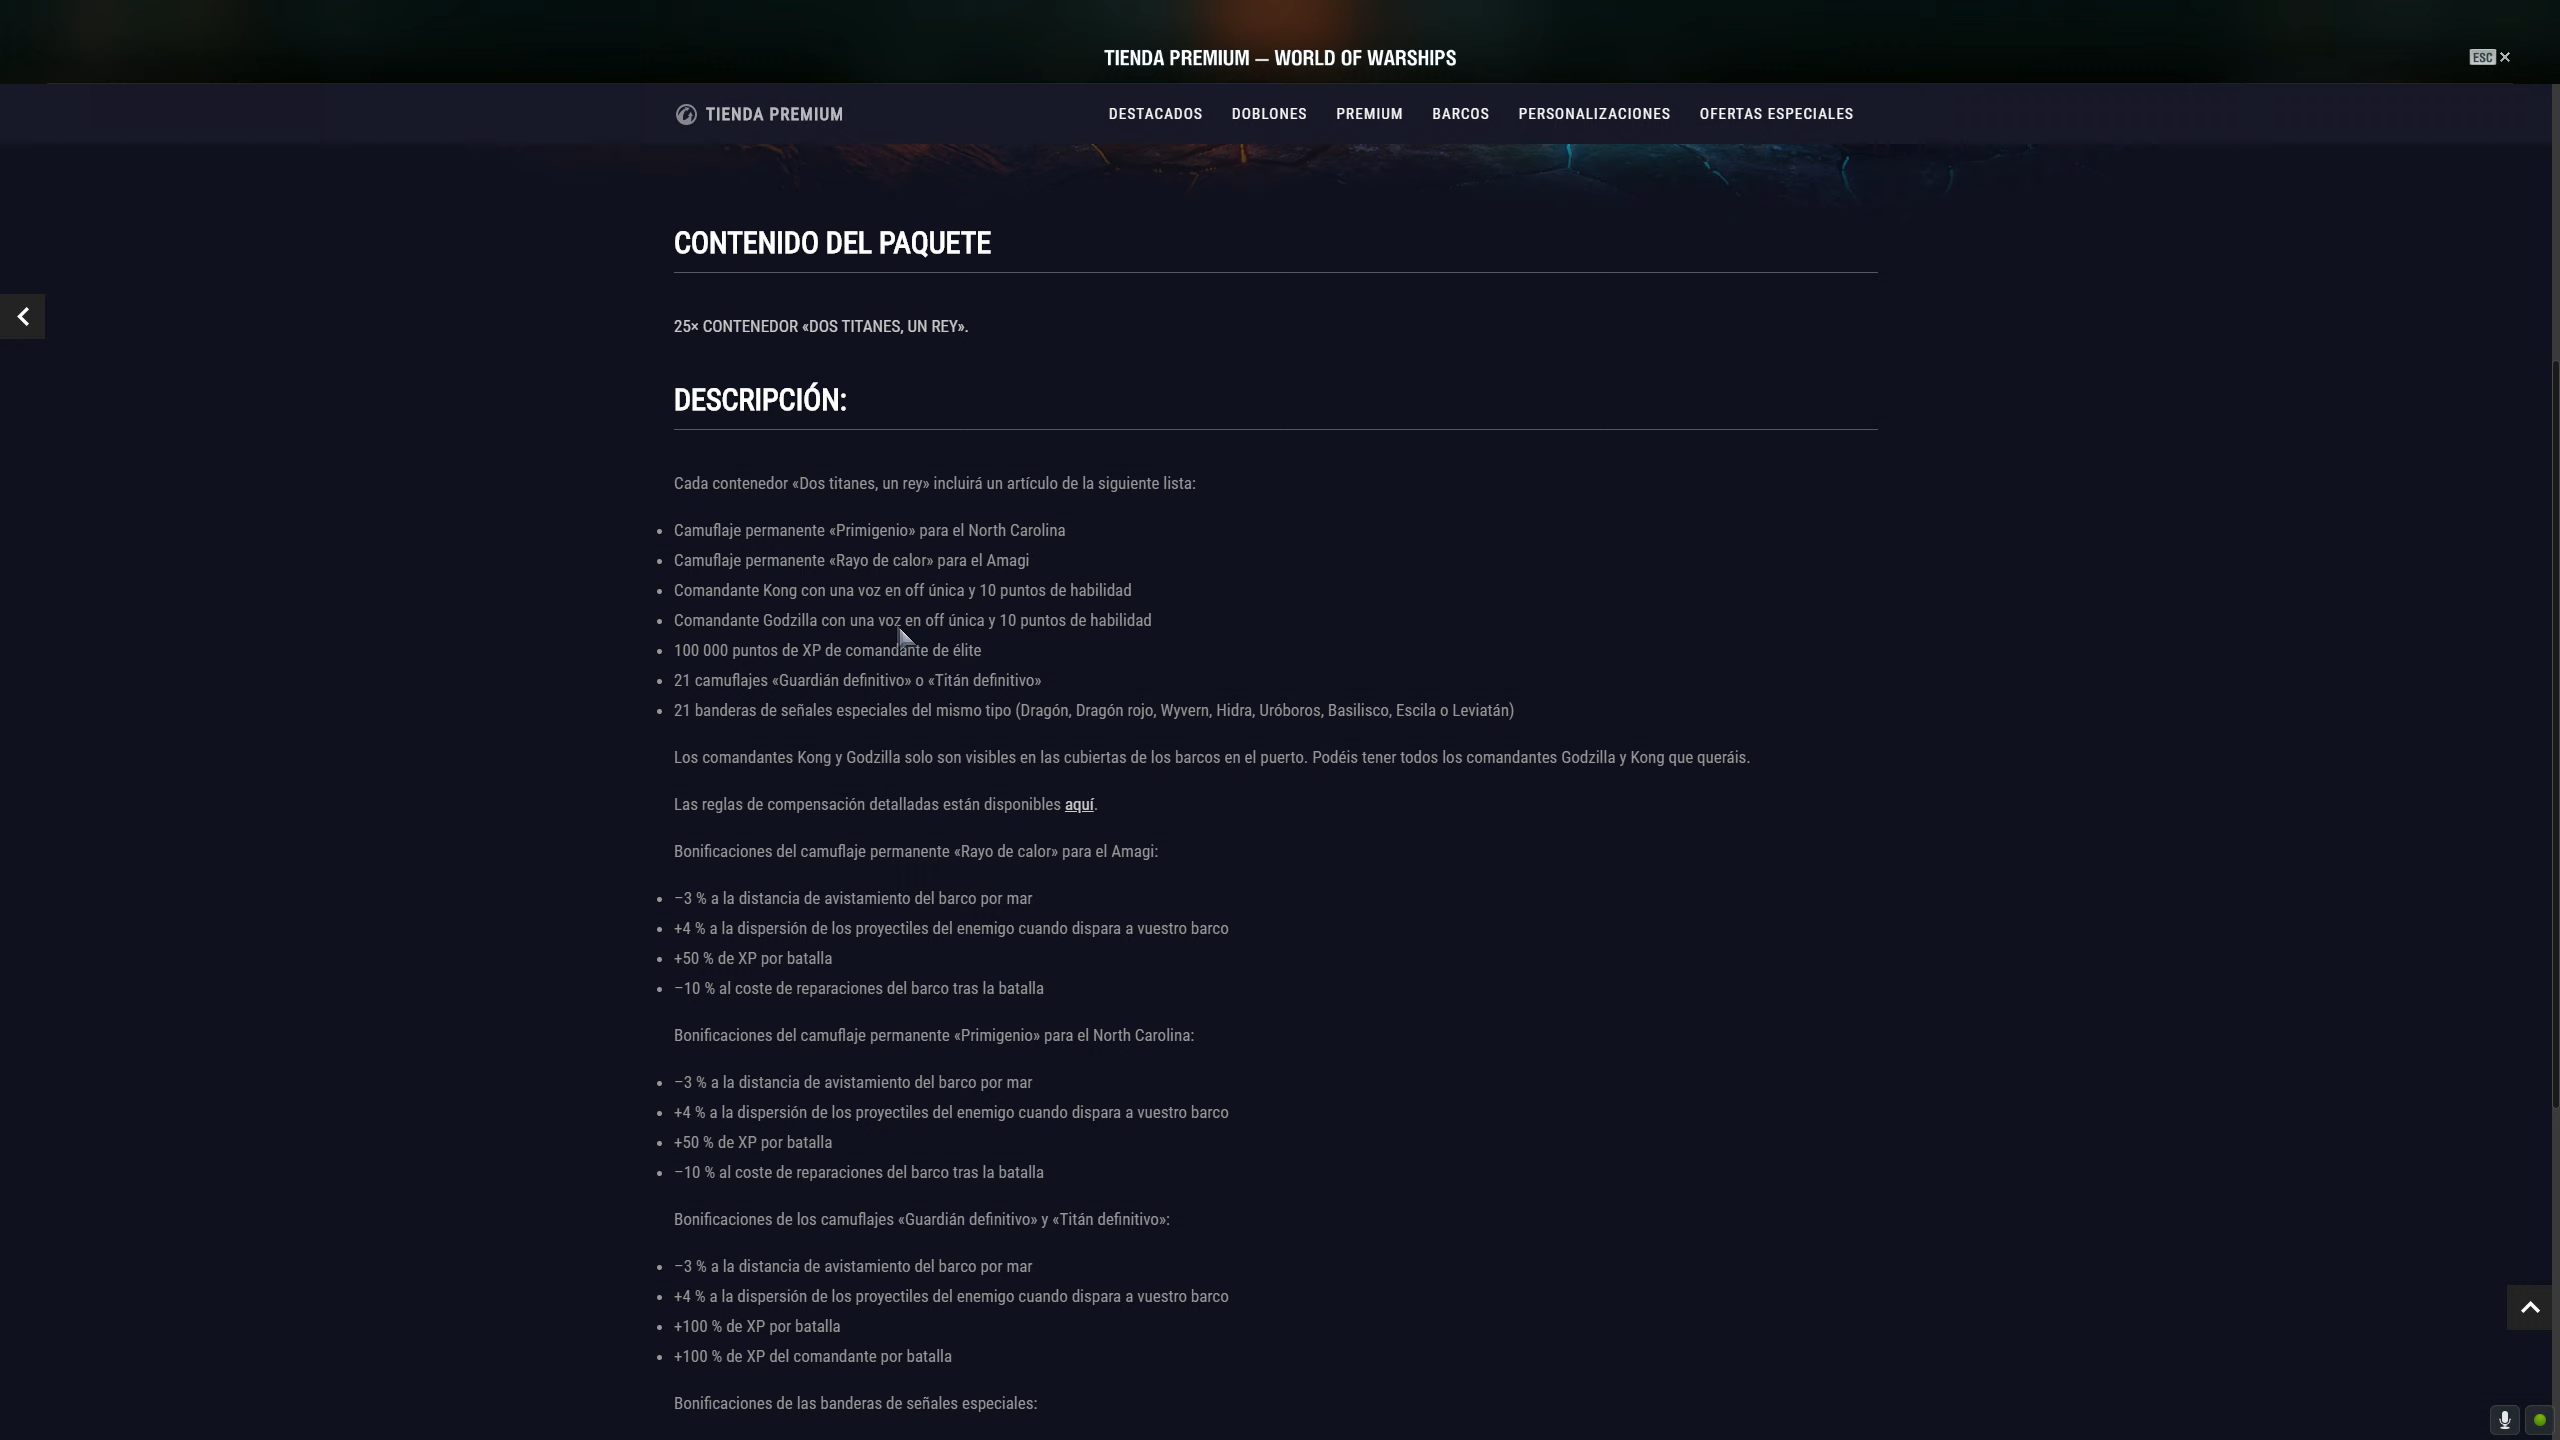 TIENDA PREMIUM — WORLD OF WARSHIPS
ESC
TIENDA PREMIUM
DESTACADOS DOBLONES PREMIUM BARCOS PERSONALIZACIONES OFERTAS ESPECIALES
CONTENIDO DEL PAQUETE
25× CONTENEDOR «DOS TITANES, UN REY».
DESCRIPCIÓN:
Cada contenedor «Dos titanes, un rey» incluirá un artículo de la siguiente lista:
• Camuflaje permanente «Primigenio» para el North Carolina
• Camuflaje permanente «Rayo de calor» para el Amagi
• Comandante Kong con una voz en off única y 10 puntos de habilidad
• Comandante Godzilla con una voz en off única y 10 puntos de habilidad
• 100 000 puntos de XP de comandante de élite
• 21 camuflajes «Guardián definitivo» o «Titán definitivo»
• 21 banderas de señales especiales del mismo tipo (Dragón, Dragón rojo, Wyvern, Hidra, Uróboros, Basilisco, Escila o Leviatán)
Los comandantes Kong y Godzilla solo son visibles en las cubiertas de los barcos en el puerto. Podéis tener todos los comandantes Godzilla y Kong que queráis.
Las reglas de compensación detalladas están disponibles aquí.
Bonificaciones del camuflaje permanente «Rayo de calor» para el Amagi:
• −3 % a la distancia de avistamiento del barco por mar
• +4 % a la dispersión de los proyectiles del enemigo cuando dispara a vuestro barco
• +50 % de XP por batalla
• −10 % al coste de reparaciones del barco tras la batalla
Bonificaciones del camuflaje permanente «Primigenio» para el North Carolina:
• −3 % a la distancia de avistamiento del barco por mar
• +4 % a la dispersión de los proyectiles del enemigo cuando dispara a vuestro barco
• +50 % de XP por batalla
• −10 % al coste de reparaciones del barco tras la batalla
Bonificaciones de los camuflajes «Guardián definitivo» y «Titán definitivo»:
• −3 % a la distancia de avistamiento del barco por mar
• +4 % a la dispersión de los proyectiles del enemigo cuando dispara a vuestro barco
• +100 % de XP por batalla
• +100 % de XP del comandante por batalla
Bonificaciones de las banderas de señales especiales: